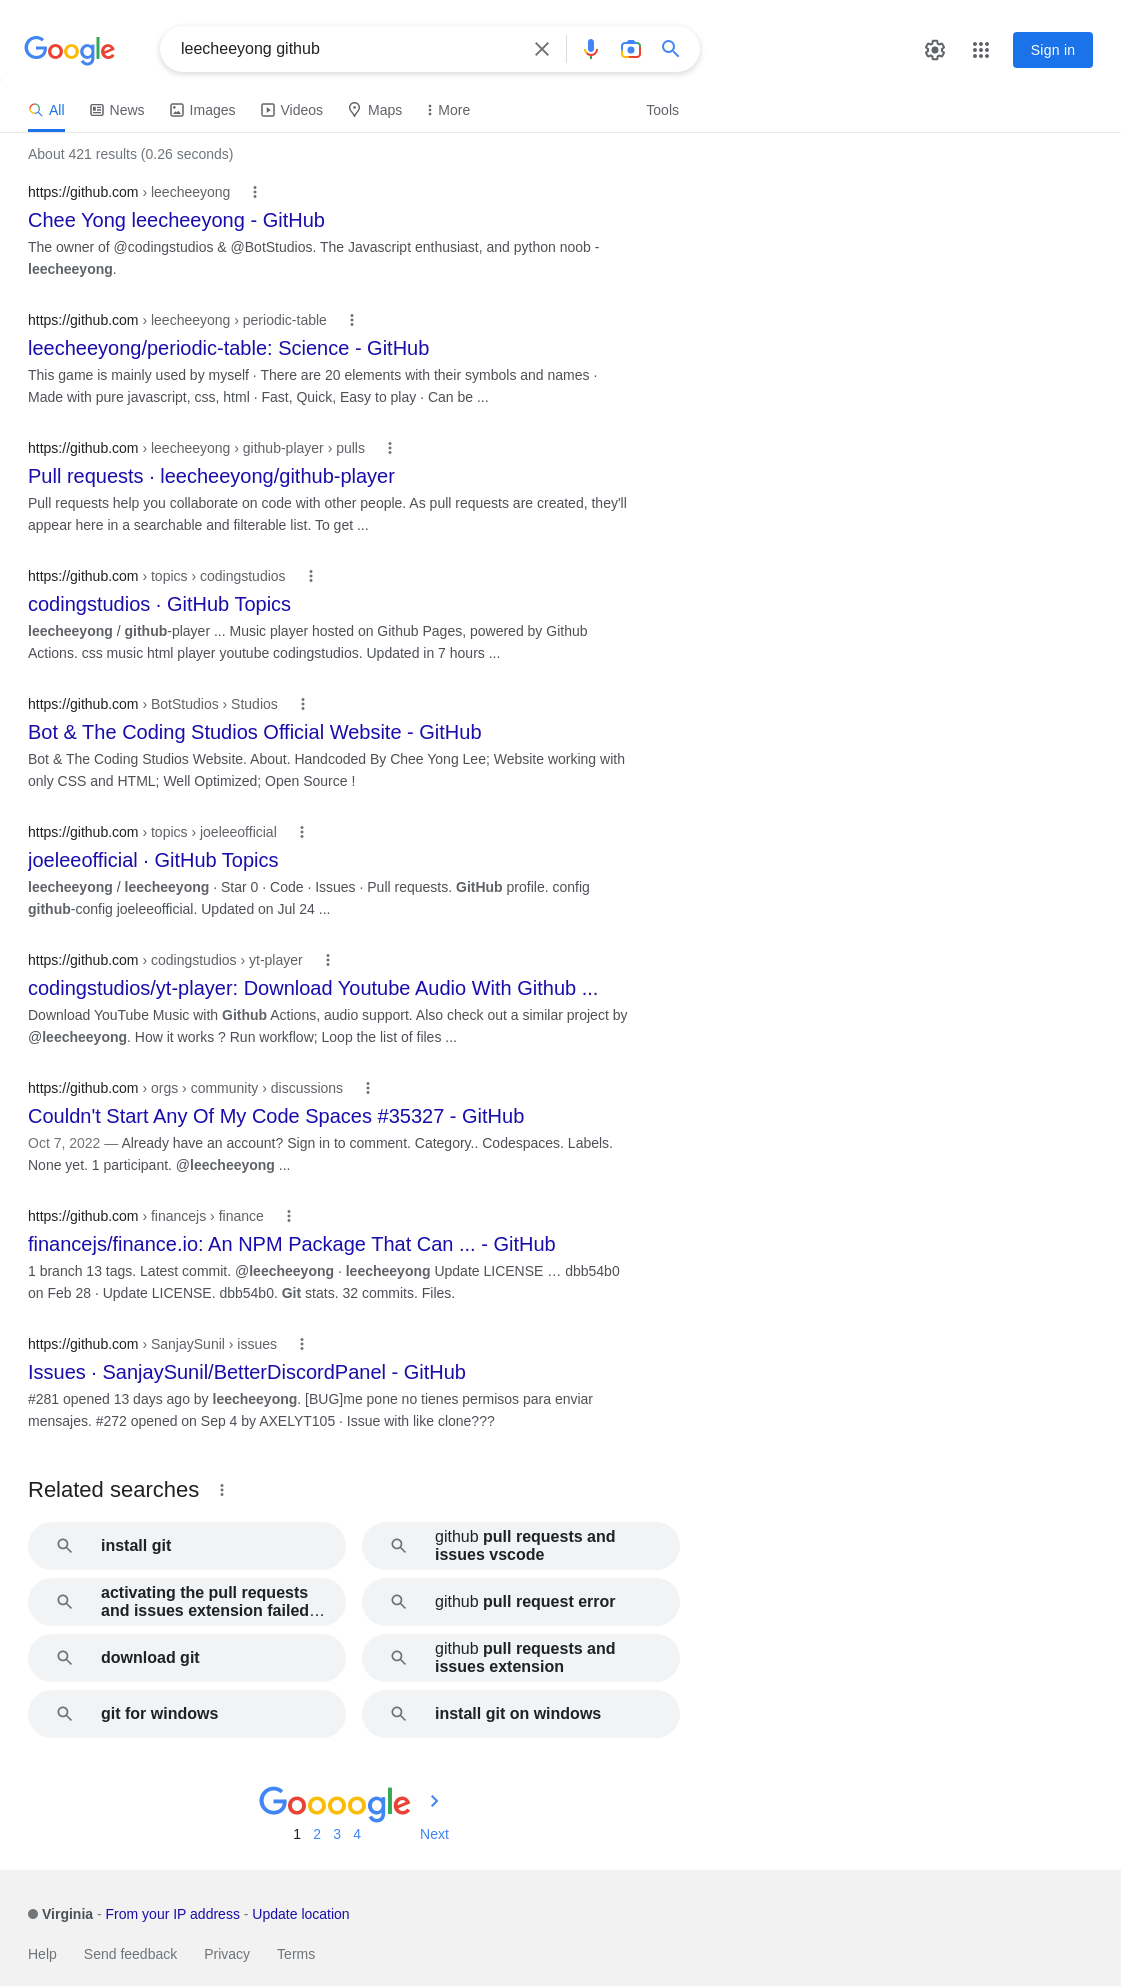 Google
leecheeyong github
Sign in
All News Images Videos Maps More Tools
About 421 results (0.26 seconds)
https://github.com › leecheeyong
Chee Yong leecheeyong - GitHub
The owner of @codingstudios & @BotStudios. The Javascript enthusiast, and python noob -
leecheeyong.
https://github.com › leecheeyong › periodic-table
leecheeyong/periodic-table: Science - GitHub
This game is mainly used by myself · There are 20 elements with their symbols and names ·
Made with pure javascript, css, html · Fast, Quick, Easy to play · Can be ...
https://github.com › leecheeyong › github-player › pulls
Pull requests · leecheeyong/github-player
Pull requests help you collaborate on code with other people. As pull requests are created, they'll
appear here in a searchable and filterable list. To get ...
https://github.com › topics › codingstudios
codingstudios · GitHub Topics
leecheeyong / github-player ... Music player hosted on Github Pages, powered by Github
Actions. css music html player youtube codingstudios. Updated in 7 hours ...
https://github.com › BotStudios › Studios
Bot & The Coding Studios Official Website - GitHub
Bot & The Coding Studios Website. About. Handcoded By Chee Yong Lee; Website working with
only CSS and HTML; Well Optimized; Open Source !
https://github.com › topics › joeleeofficial
joeleeofficial · GitHub Topics
leecheeyong / leecheeyong · Star 0 · Code · Issues · Pull requests. GitHub profile. config
github-config joeleeofficial. Updated on Jul 24 ...
https://github.com › codingstudios › yt-player
codingstudios/yt-player: Download Youtube Audio With Github ...
Download YouTube Music with Github Actions, audio support. Also check out a similar project by
@leecheeyong. How it works ? Run workflow; Loop the list of files ...
https://github.com › orgs › community › discussions
Couldn't Start Any Of My Code Spaces #35327 - GitHub
Oct 7, 2022 — Already have an account? Sign in to comment. Category.. Codespaces. Labels.
None yet. 1 participant. @leecheeyong ...
https://github.com › financejs › finance
financejs/finance.io: An NPM Package That Can ... - GitHub
1 branch 13 tags. Latest commit. @leecheeyong · leecheeyong Update LICENSE … dbb54b0
on Feb 28 · Update LICENSE. dbb54b0. Git stats. 32 commits. Files.
https://github.com › SanjaySunil › issues
Issues · SanjaySunil/BetterDiscordPanel - GitHub
#281 opened 13 days ago by leecheeyong. [BUG]me pone no tienes permisos para enviar
mensajes. #272 opened on Sep 4 by AXELYT105 · Issue with like clone???
Related searches
install git
github pull requests and
issues vscode
activating the pull requests
and issues extension failed…
github pull request error
download git
github pull requests and
issues extension
git for windows
install git on windows
Goooogle
1 2 3 4 Next
Virginia - From your IP address - Update location
Help Send feedback Privacy Terms